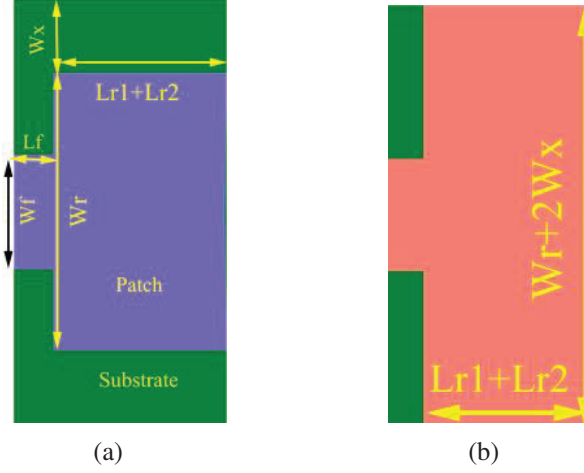 Wx
Lr1+Lr2
Lf
Wf
Wr
Patch
Substrate
(a)
Wr+2Wx
Lr1+Lr2
(b)